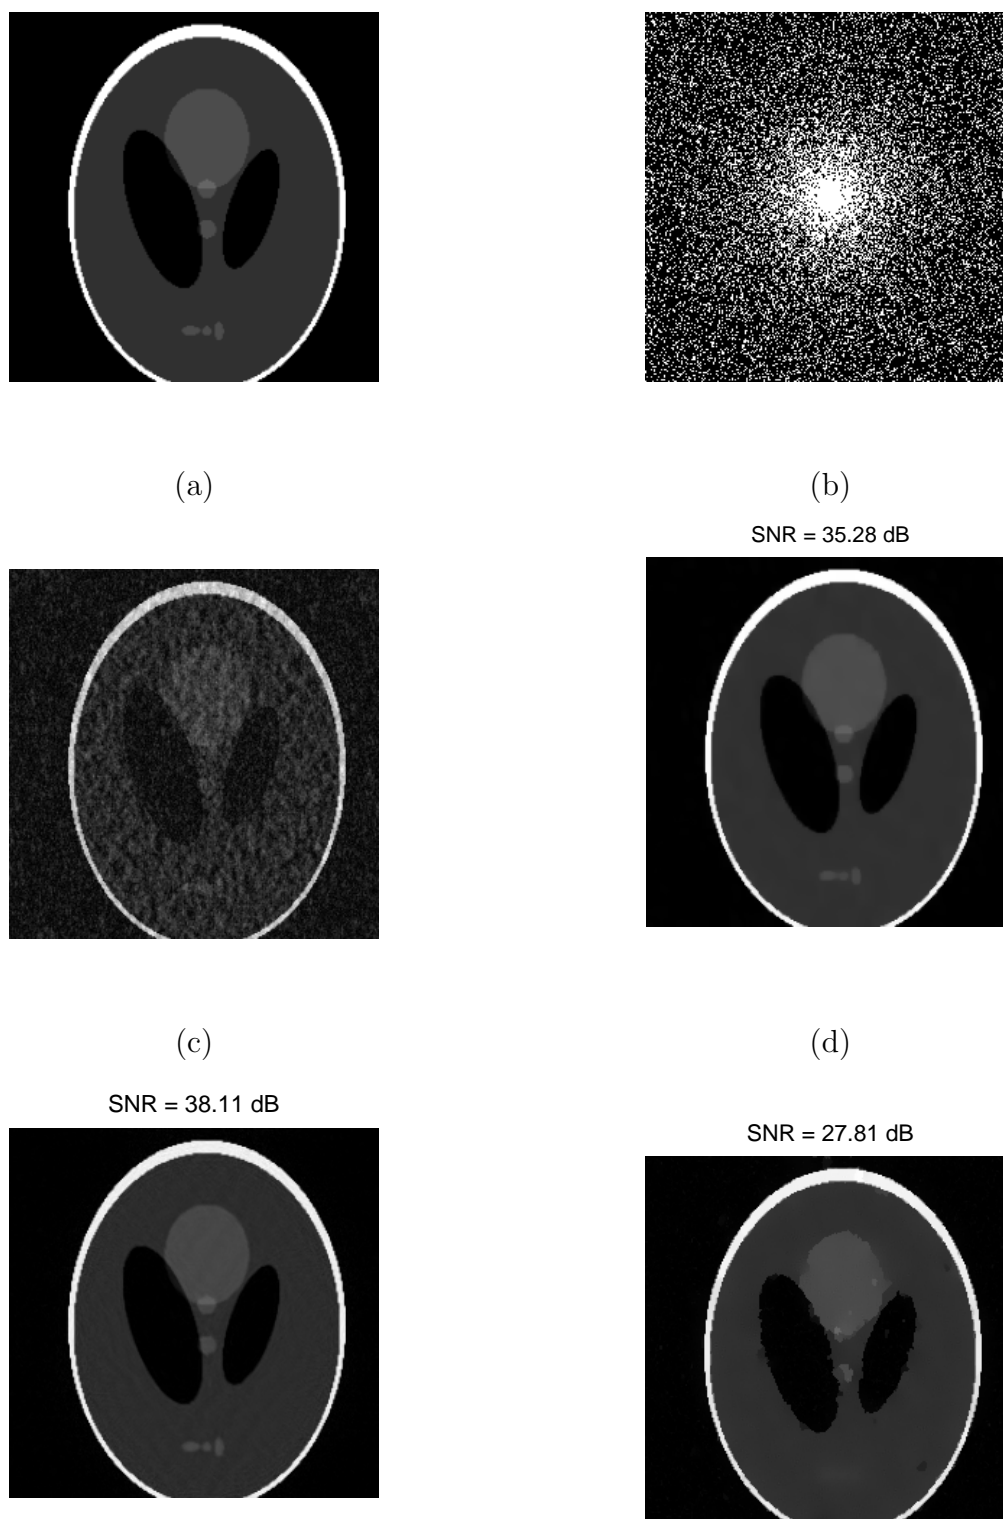 (a)
(b)
SNR = 35.28 dB
(c)
(d)
SNR = 38.11 dB
SNR = 27.81 dB